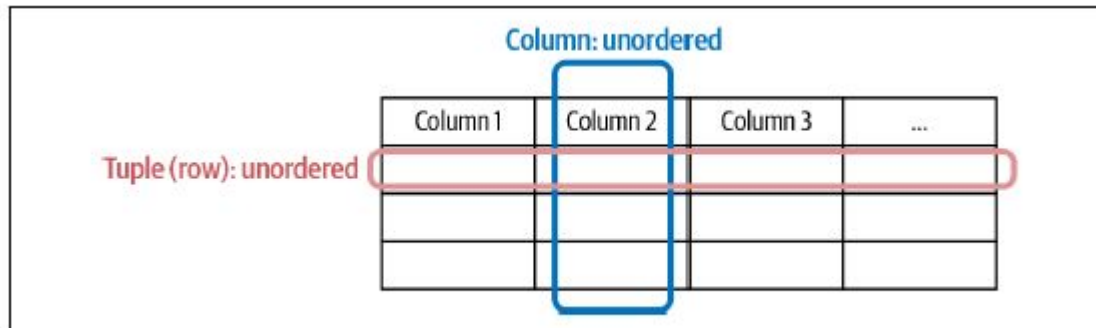 Column: unordered
Column 1 Column 2 Column 3 ...
Tuple (row): unordered